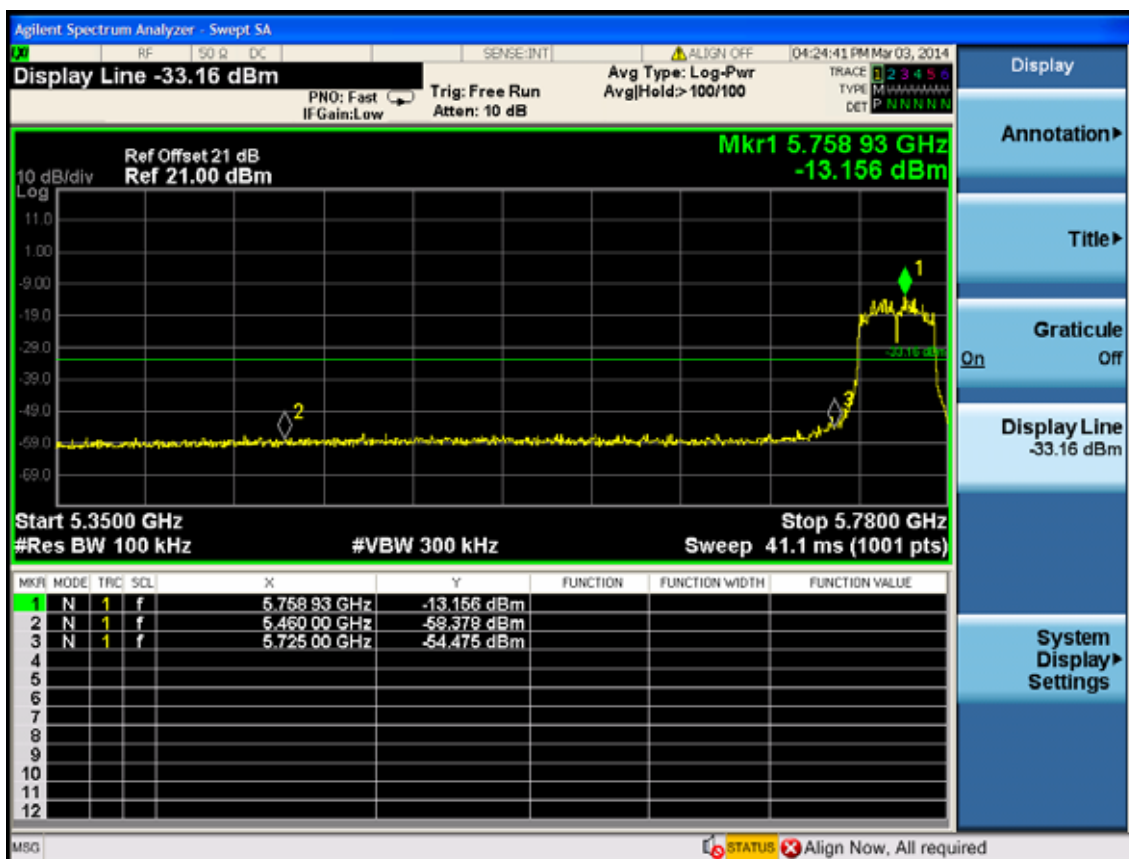 Agilent Spectrum Analyzer - Swept SA
LXI RF 50 Ω DC SENSE:INT ALIGN OFF 04:24:41 PM Mar 03, 2014
Display Line -33.16 dBm
PNO: Fast
IFGain:Low
Trig: Free Run
Atten: 10 dB
Avg Type: Log-Pwr
Avg|Hold:>100/100
TRACE 1 2 3 4 5 6
TYPE M
DET P N N N N N
Mkr1 5.758 93 GHz
-13.156 dBm
Ref Offset 21 dB
10 dB/div Ref 21.00 dBm
Log
11.0
1.00
-9.00
-19.0
-29.0
-39.0
-49.0
-59.0
-69.0
1
-33.16 dBm
2
3
Start 5.3500 GHz Stop 5.7800 GHz
#Res BW 100 kHz #VBW 300 kHz Sweep 41.1 ms (1001 pts)
MKR MODE TRC SCL X Y FUNCTION FUNCTION WIDTH FUNCTION VALUE
1 N 1 f 5.758 93 GHz -13.156 dBm
2 N 1 f 5.460 00 GHz -58.378 dBm
3 N 1 f 5.725 00 GHz -54.475 dBm
4
5
6
7
8
9
10
11
12
MSG STATUS Align Now, All required
Display
Annotation
Title
Graticule
On Off
Display Line
-33.16 dBm
System
Display
Settings